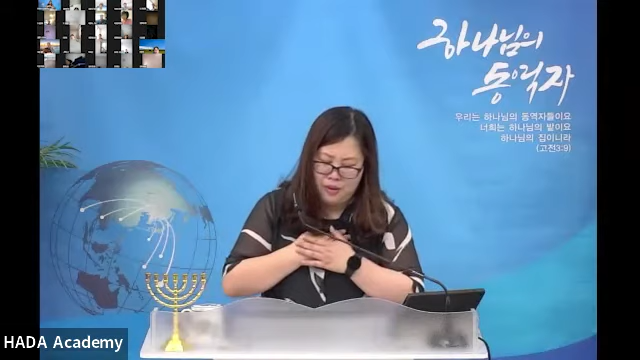 하나님의
동역자
우리는 하나님의 동역자들이요
너희는 하나님의 밭이요
하나님의 집이니라
(고전3:9)
HADA Academy